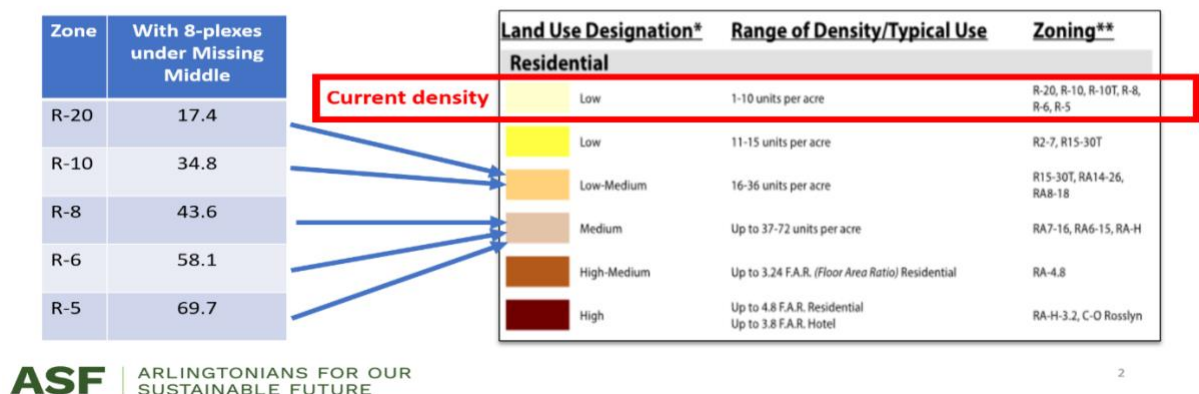 Zone With 8-plexes
under Missing
Middle
R-20 17.4
R-10 34.8
R-8 43.6
R-6 58.1
R-5 69.7
Land Use Designation* Range of Density/Typical Use Zoning**
Residential
Current density Low 1-10 units per acre R-20, R-10, R-10T, R-8,
R-6, R-5
Low 11-15 units per acre R2-7, R15-30T
Low-Medium 16-36 units per acre R15-30T, RA14-26,
RA8-18
Medium Up to 37-72 units per acre RA7-16, RA6-15, RA-H
High-Medium Up to 3.24 F.A.R. (Floor Area Ratio) Residential RA-4.8
High Up to 4.8 F.A.R. Residential
Up to 3.8 F.A.R. Hotel RA-H-3.2, C-O Rosslyn
ASF ARLINGTONIANS FOR OUR
SUSTAINABLE FUTURE
2